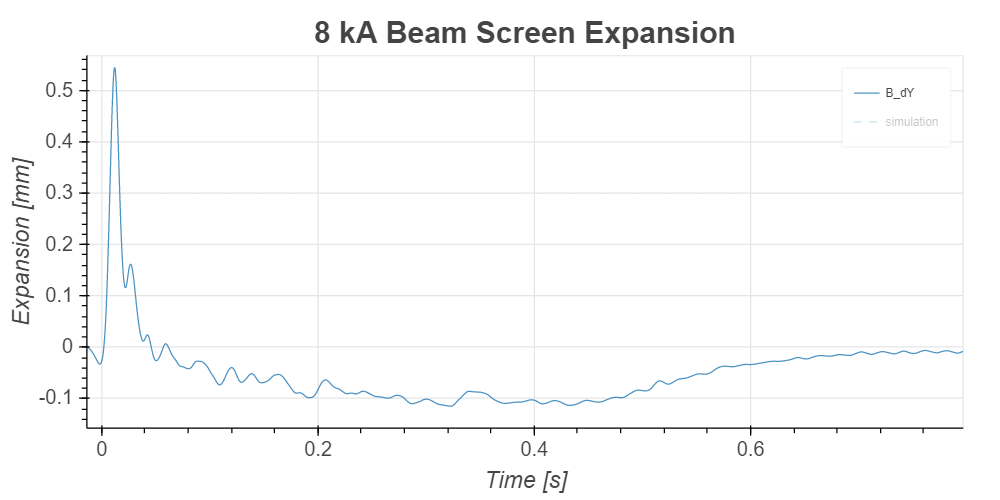 8 kA Beam Screen Expansion
B_dY
simulation
Expansion [mm]
0.5
0.4
0.3
0.2
0.1
0
-0.1
0 0.2 0.4 0.6
Time [s]